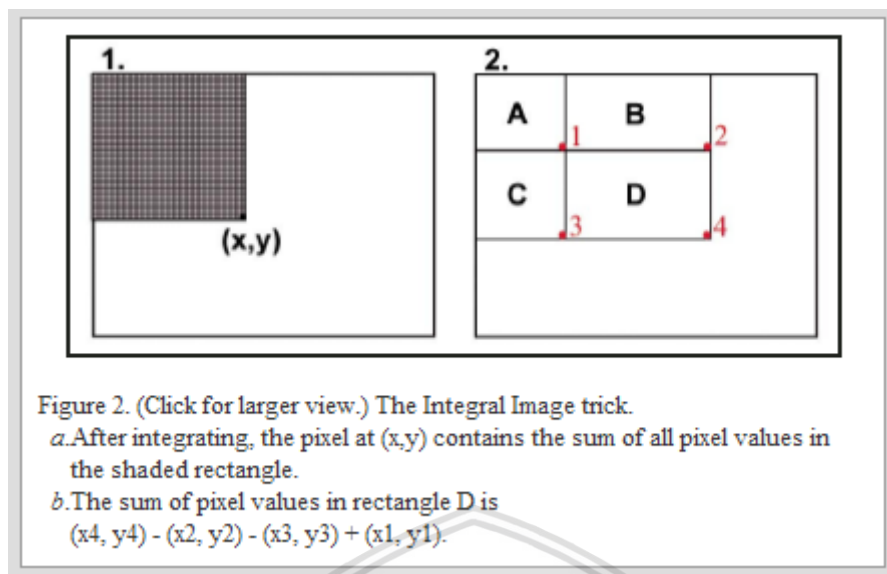 1.
(x,y)
2.
A B
1 2
C D
3 4
Figure 2. (Click for larger view.) The Integral Image trick.
a.After integrating, the pixel at (x,y) contains the sum of all pixel values in
the shaded rectangle.
b.The sum of pixel values in rectangle D is
(x4, y4) - (x2, y2) - (x3, y3) + (x1, y1).